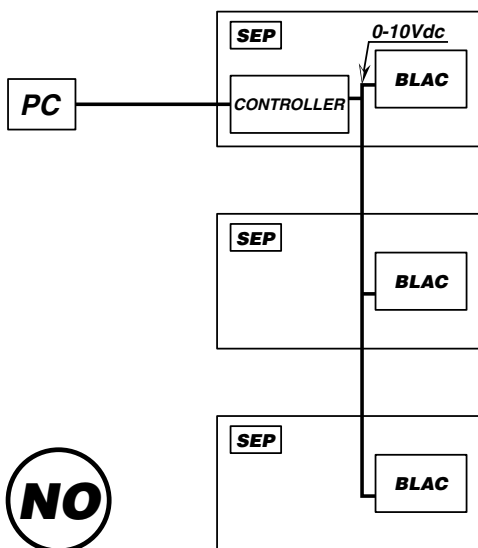 SEP
0-10Vdc
PC
CONTROLLER
BLAC
SEP
BLAC
SEP
BLAC
NO